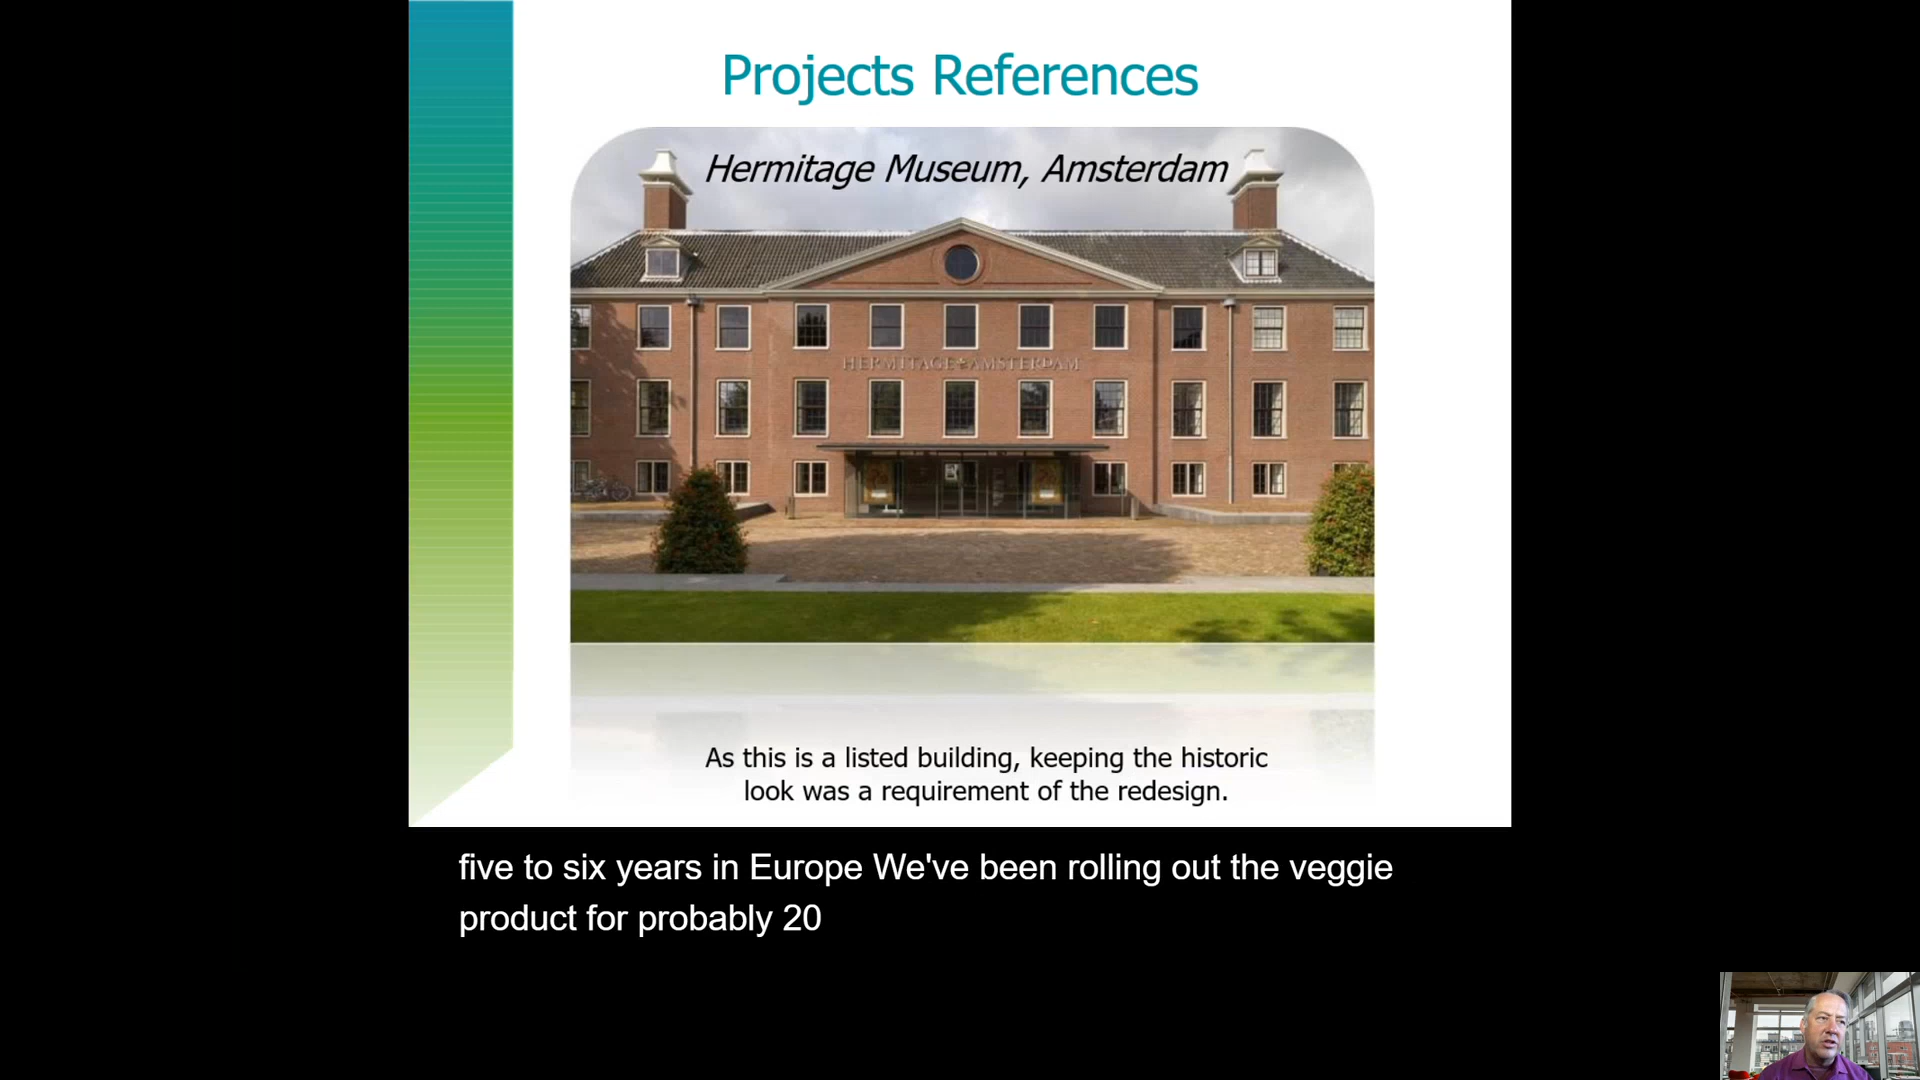 Projects References
Hermitage Museum, Amsterdam
HERMITAGE AMSTERDAM
As this is a listed building, keeping the historic
look was a requirement of the redesign.
five to six years in Europe We've been rolling out the veggie
product for probably 20